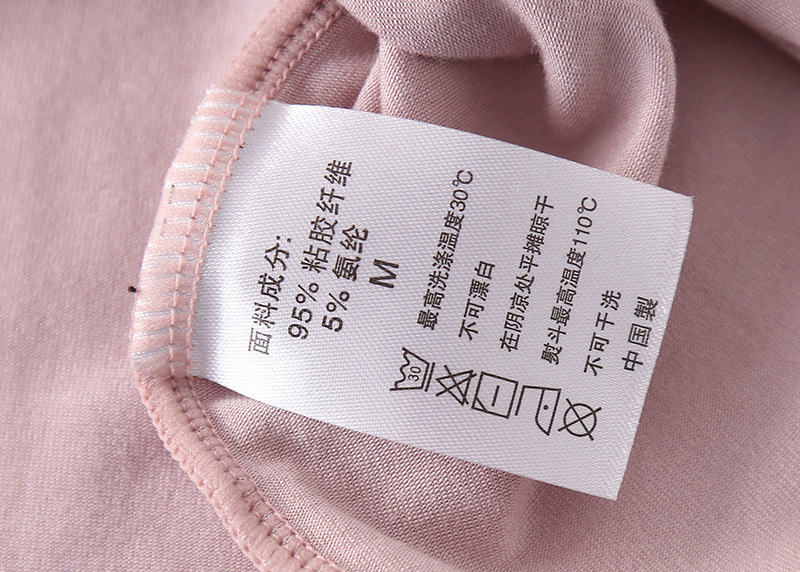 面料成分:
95% 粘胶纤维
5% 氨纶
M
最高洗涤温度30℃
不可漂白
在阴凉处平摊晾干
熨斗最高温度110℃
不可干洗
中国製
30